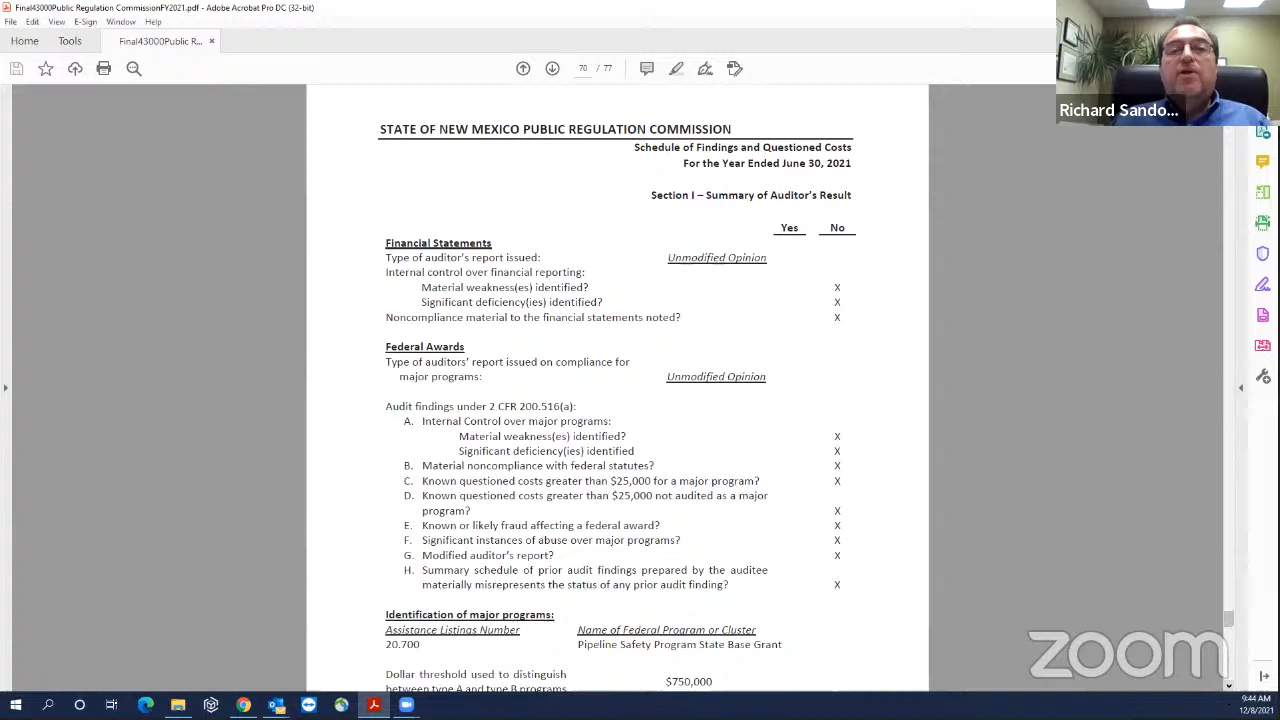 Final43000Public Regulation CommissionFY2021.pdf - Adobe Acrobat Pro DC (32-bit)
File Edit View E-Sign Window Help
Home Tools Final43000Public R... ×
70 / 77
Richard Sando...
STATE OF NEW MEXICO PUBLIC REGULATION COMMISSION
Schedule of Findings and Questioned Costs
For the Year Ended June 30, 2021
Section I – Summary of Auditor's Result
Yes No
Financial Statements
Type of auditor's report issued: Unmodified Opinion
Internal control over financial reporting:
Material weakness(es) identified? X
Significant deficiency(ies) identified? X
Noncompliance material to the financial statements noted? X
Federal Awards
Type of auditors' report issued on compliance for
major programs: Unmodified Opinion
Audit findings under 2 CFR 200.516(a):
A. Internal Control over major programs:
Material weakness(es) identified? X
Significant deficiency(ies) identified X
B. Material noncompliance with federal statutes? X
C. Known questioned costs greater than $25,000 for a major program? X
D. Known questioned costs greater than $25,000 not audited as a major
program? X
E. Known or likely fraud affecting a federal award? X
F. Significant instances of abuse over major programs? X
G. Modified auditor's report? X
H. Summary schedule of prior audit findings prepared by the auditee
materially misrepresents the status of any prior audit finding? X
Identification of major programs:
Assistance Listings Number Name of Federal Program or Cluster
20.700 Pipeline Safety Program State Base Grant
Dollar threshold used to distinguish
between type A and type B programs $750,000
zoom
9:44 AM
12/8/2021